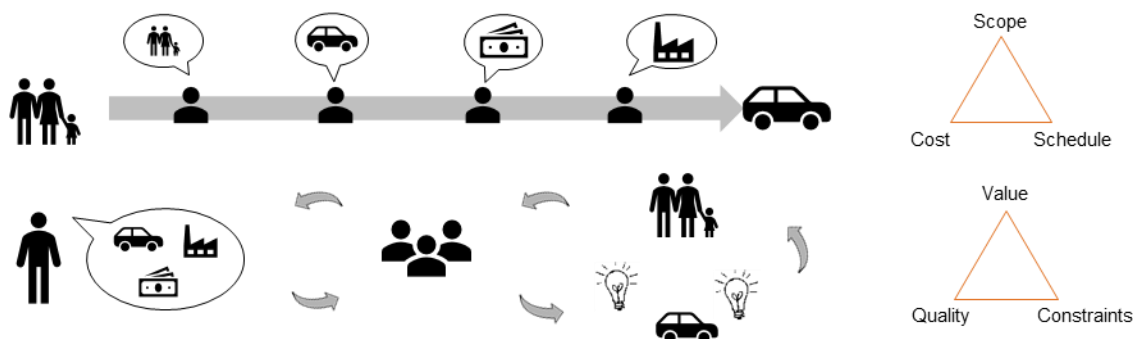 Scope
Cost
Schedule
Value
Quality
Constraints